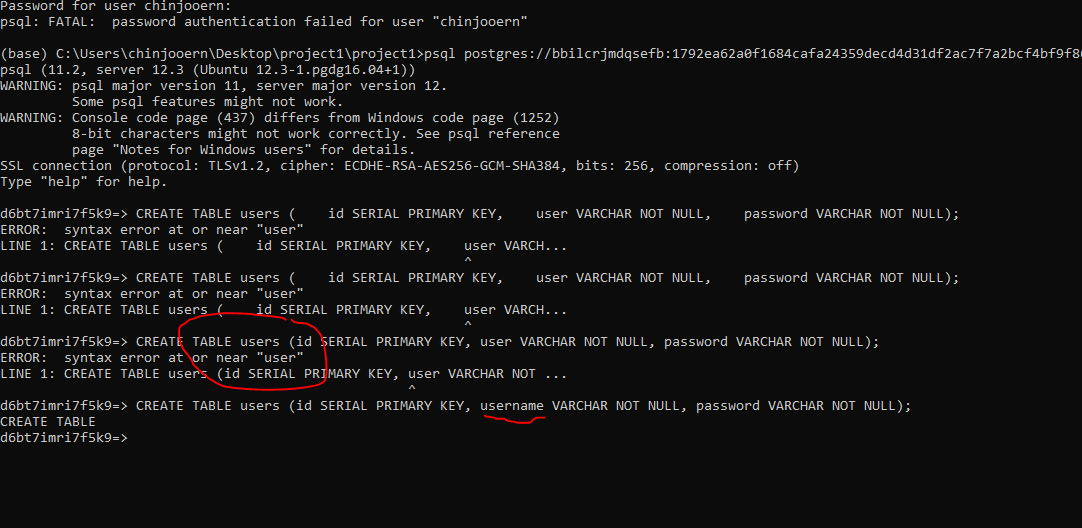 Password for user chinjooern:
psql: FATAL:  password authentication failed for user "chinjooern"
(base) C:\Users\chinjooern\Desktop\project1\project1>psql postgres://bbilcrjmdqsefb:1792ea62a0f1684cafa24359decd4d31df2ac7f7a2bcf4bf9f8
psql (11.2, server 12.3 (Ubuntu 12.3-1.pgdg16.04+1))
WARNING: psql major version 11, server major version 12.
         Some psql features might not work.
WARNING: Console code page (437) differs from Windows code page (1252)
         8-bit characters might not work correctly. See psql reference
         page "Notes for Windows users" for details.
SSL connection (protocol: TLSv1.2, cipher: ECDHE-RSA-AES256-GCM-SHA384, bits: 256, compression: off)
Type "help" for help.
d6bt7imri7f5k9=> CREATE TABLE users (    id SERIAL PRIMARY KEY,    user VARCHAR NOT NULL,    password VARCHAR NOT NULL);
ERROR:  syntax error at or near "user"
LINE 1: CREATE TABLE users (    id SERIAL PRIMARY KEY,    user VARCH...
                                                          ^
d6bt7imri7f5k9=> CREATE TABLE users (    id SERIAL PRIMARY KEY,    user VARCHAR NOT NULL,    password VARCHAR NOT NULL);
ERROR:  syntax error at or near "user"
LINE 1: CREATE TABLE users (    id SERIAL PRIMARY KEY,    user VARCH...
                                                          ^
d6bt7imri7f5k9=> CREATE TABLE users (id SERIAL PRIMARY KEY, user VARCHAR NOT NULL, password VARCHAR NOT NULL);
ERROR:  syntax error at or near "user"
LINE 1: CREATE TABLE users (id SERIAL PRIMARY KEY, user VARCHAR NOT ...
                                                   ^
d6bt7imri7f5k9=> CREATE TABLE users (id SERIAL PRIMARY KEY, username VARCHAR NOT NULL, password VARCHAR NOT NULL);
CREATE TABLE
d6bt7imri7f5k9=>